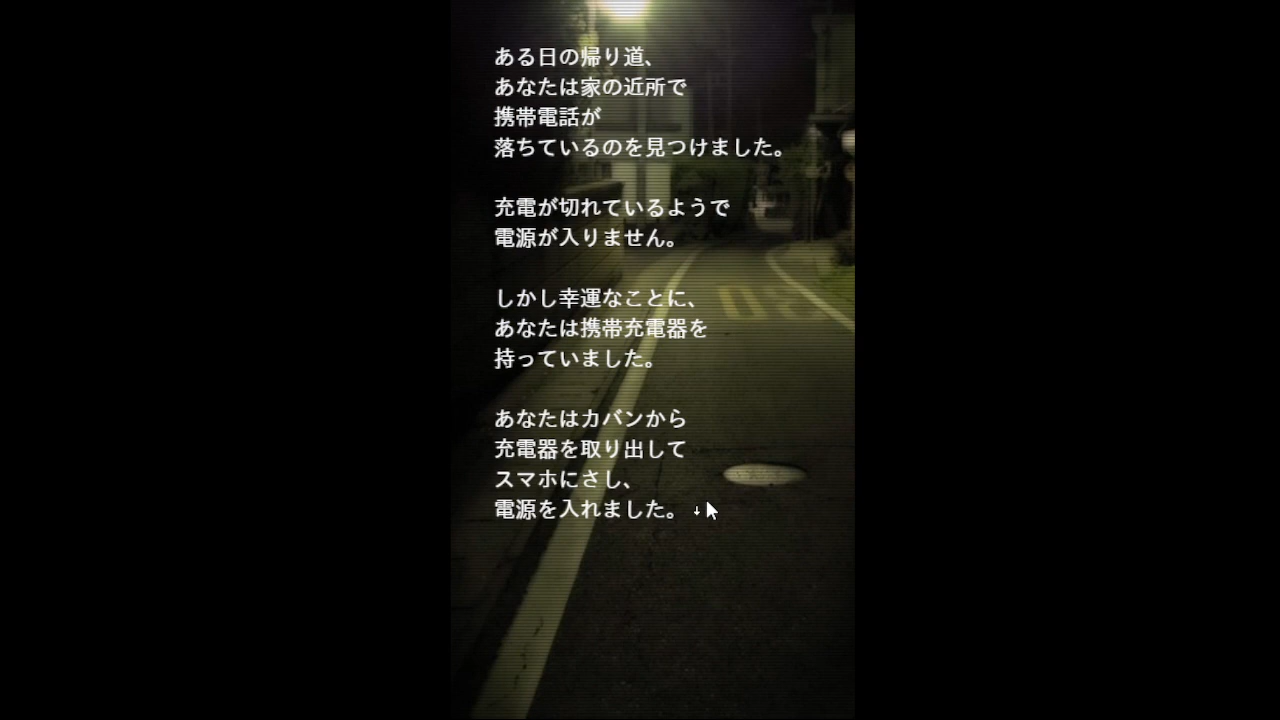 ある日の帰り道、
あなたは家の近所で
携帯電話が
落ちているのを見つけました。
充電が切れているようで
電源が入りません。
しかし幸運なことに、
あなたは携帯充電器を
持っていました。
あなたはカバンから
充電器を取り出して
スマホにさし、
電源を入れました。↓